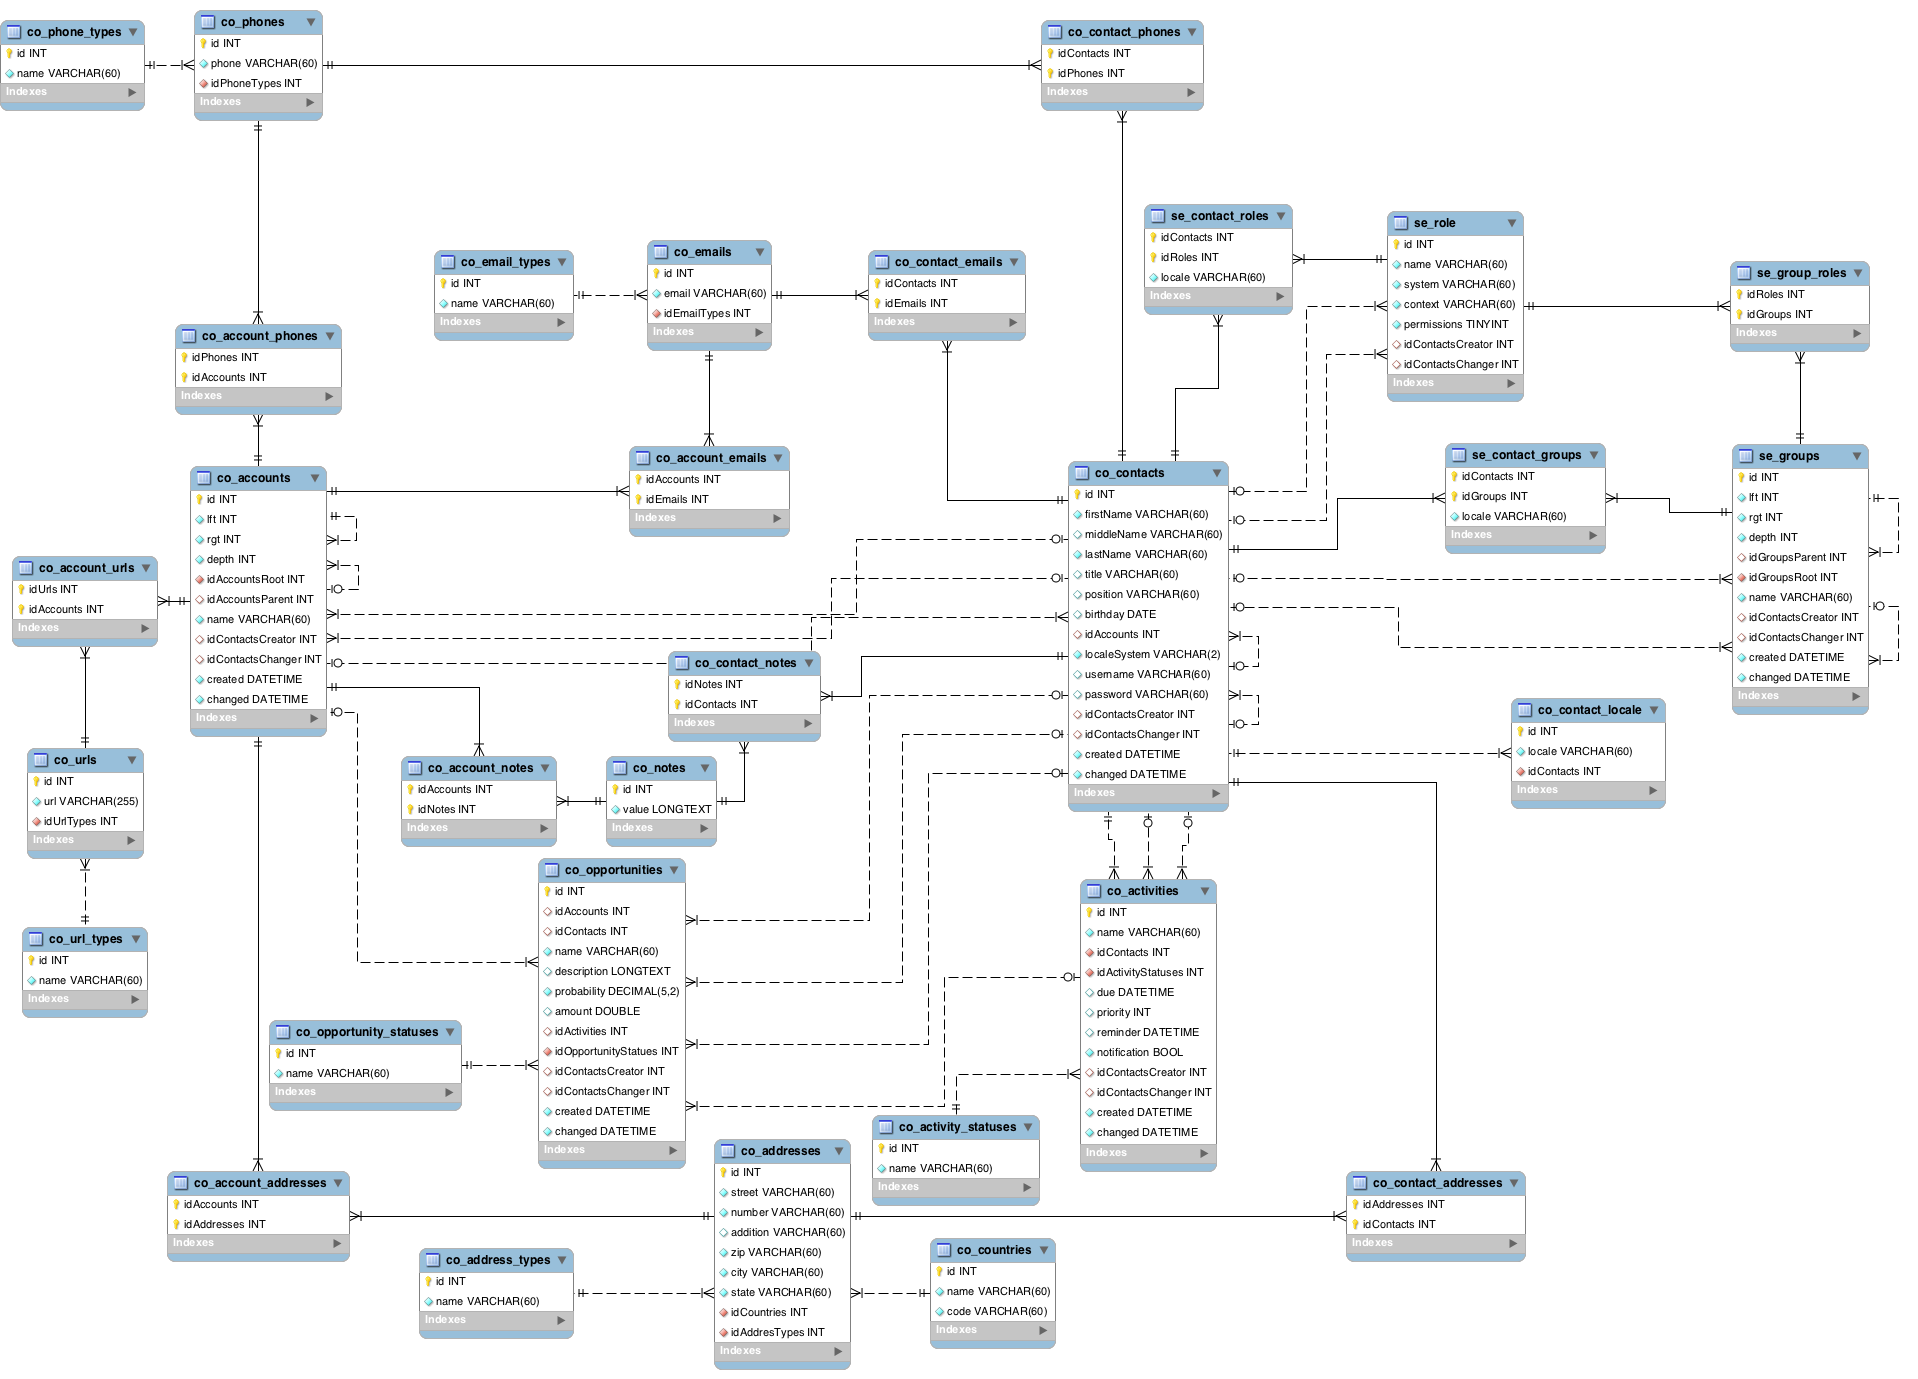 co_phone_types
id INT
name VARCHAR(60)
Indexes
co_phones
id INT
phone VARCHAR(60)
idPhoneTypes INT
Indexes
co_contact_phones
idContacts INT
idPhones INT
Indexes
se_contact_roles
idContacts INT
idRoles INT
locale VARCHAR(60)
Indexes
se_role
id INT
name VARCHAR(60)
system VARCHAR(60)
context VARCHAR(60)
permissions TINYINT
idContactsCreator INT
idContactsChanger INT
Indexes
se_group_roles
idRoles INT
idGroups INT
Indexes
co_email_types
id INT
name VARCHAR(60)
Indexes
co_emails
id INT
email VARCHAR(60)
idEmailTypes INT
Indexes
co_contact_emails
idContacts INT
idEmails INT
Indexes
co_account_phones
idPhones INT
idAccounts INT
Indexes
co_account_emails
idAccounts INT
idEmails INT
Indexes
co_accounts
id INT
lft INT
rgt INT
depth INT
idAccountsRoot INT
idAccountsParent INT
name VARCHAR(60)
idContactsCreator INT
idContactsChanger INT
created DATETIME
changed DATETIME
Indexes
co_contacts
id INT
firstName VARCHAR(60)
middleName VARCHAR(60)
lastName VARCHAR(60)
title VARCHAR(60)
position VARCHAR(60)
birthday DATE
idAccounts INT
localeSystem VARCHAR(2)
username VARCHAR(60)
password VARCHAR(60)
idContactsCreator INT
idContactsChanger INT
created DATETIME
changed DATETIME
Indexes
se_contact_groups
idContacts INT
idGroups INT
locale VARCHAR(60)
Indexes
se_groups
id INT
lft INT
rgt INT
depth INT
idGroupsParent INT
idGroupsRoot INT
name VARCHAR(60)
idContactsCreator INT
idContactsChanger INT
created DATETIME
changed DATETIME
Indexes
co_account_urls
idUrls INT
idAccounts INT
Indexes
co_contact_notes
idNotes INT
idContacts INT
Indexes
co_contact_locale
id INT
locale VARCHAR(60)
idContacts INT
Indexes
co_urls
id INT
url VARCHAR(255)
idUrlTypes INT
Indexes
co_account_notes
idAccounts INT
idNotes INT
Indexes
co_notes
id INT
value LONGTEXT
Indexes
co_opportunities
id INT
idAccounts INT
idContacts INT
name VARCHAR(60)
description LONGTEXT
probability DECIMAL(5,2)
amount DOUBLE
idActivities INT
idOpportunityStatues INT
idContactsCreator INT
idContactsChanger INT
created DATETIME
changed DATETIME
Indexes
co_activities
id INT
name VARCHAR(60)
idContacts INT
idActivityStatuses INT
due DATETIME
priority INT
reminder DATETIME
notification BOOL
idContactsCreator INT
idContactsChanger INT
created DATETIME
changed DATETIME
Indexes
co_url_types
id INT
name VARCHAR(60)
Indexes
co_opportunity_statuses
id INT
name VARCHAR(60)
Indexes
co_activity_statuses
id INT
name VARCHAR(60)
Indexes
co_addresses
id INT
street VARCHAR(60)
number VARCHAR(60)
addition VARCHAR(60)
zip VARCHAR(60)
city VARCHAR(60)
state VARCHAR(60)
idCountries INT
idAddresTypes INT
Indexes
co_account_addresses
idAccounts INT
idAddresses INT
Indexes
co_contact_addresses
idAddresses INT
idContacts INT
Indexes
co_address_types
id INT
name VARCHAR(60)
Indexes
co_countries
id INT
name VARCHAR(60)
code VARCHAR(60)
Indexes